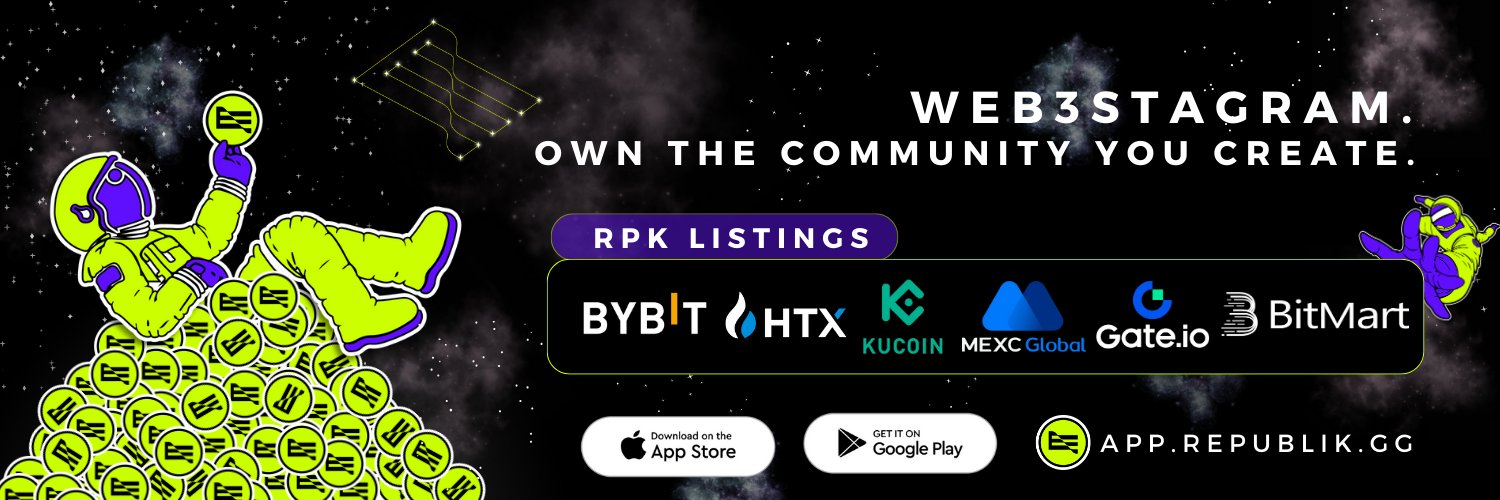 WEB3STAGRAM.
OWN THE COMMUNITY YOU CREATE.
RPK LISTINGS
BYBIT
HTX
KUCOIN
MEXC Global
Gate.io
BitMart
Download on the
App Store
GET IT ON
Google Play
APP.REPUBLIK.GG